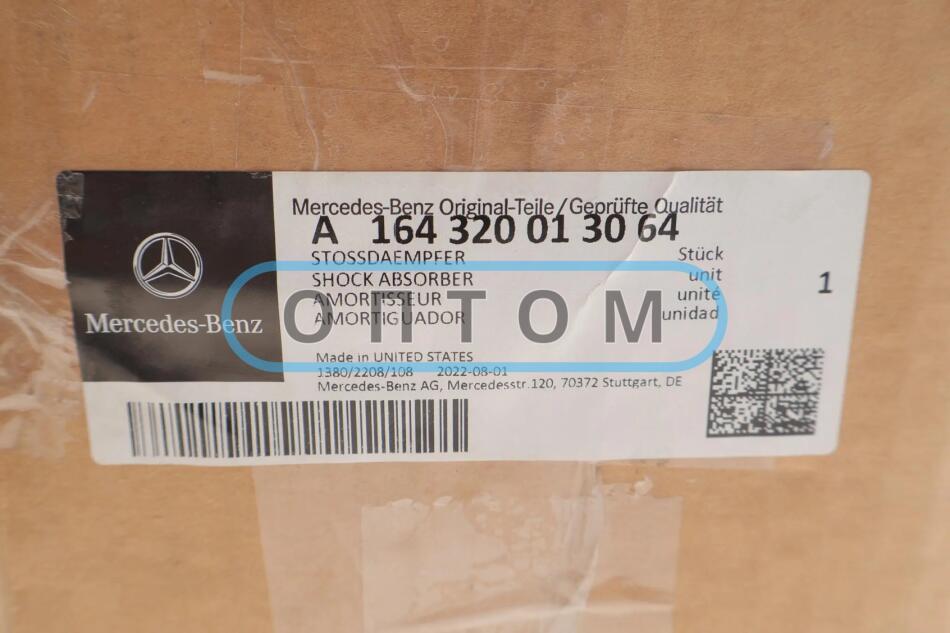 Mercedes-Benz Original-Teile/Geprüfte Qualität
A 164 320 013 30 64
STOSSDAEMPFER Stück
SHOCK ABSORBER unit
AMORTISSEUR unité
AMORTIGUADOR unidad
1
ОПТОМ
Mercedes-Benz
Made in UNITED STATES
1380/2208/108 2022-08-01
Mercedes-Benz AG, Mercedesstr.120, 70372 Stuttgart, DE